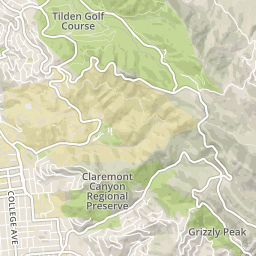 Tilden Golf
Course
Claremont
Canyon
Regional
Preserve
COLLEGE AVE
Grizzly Peak